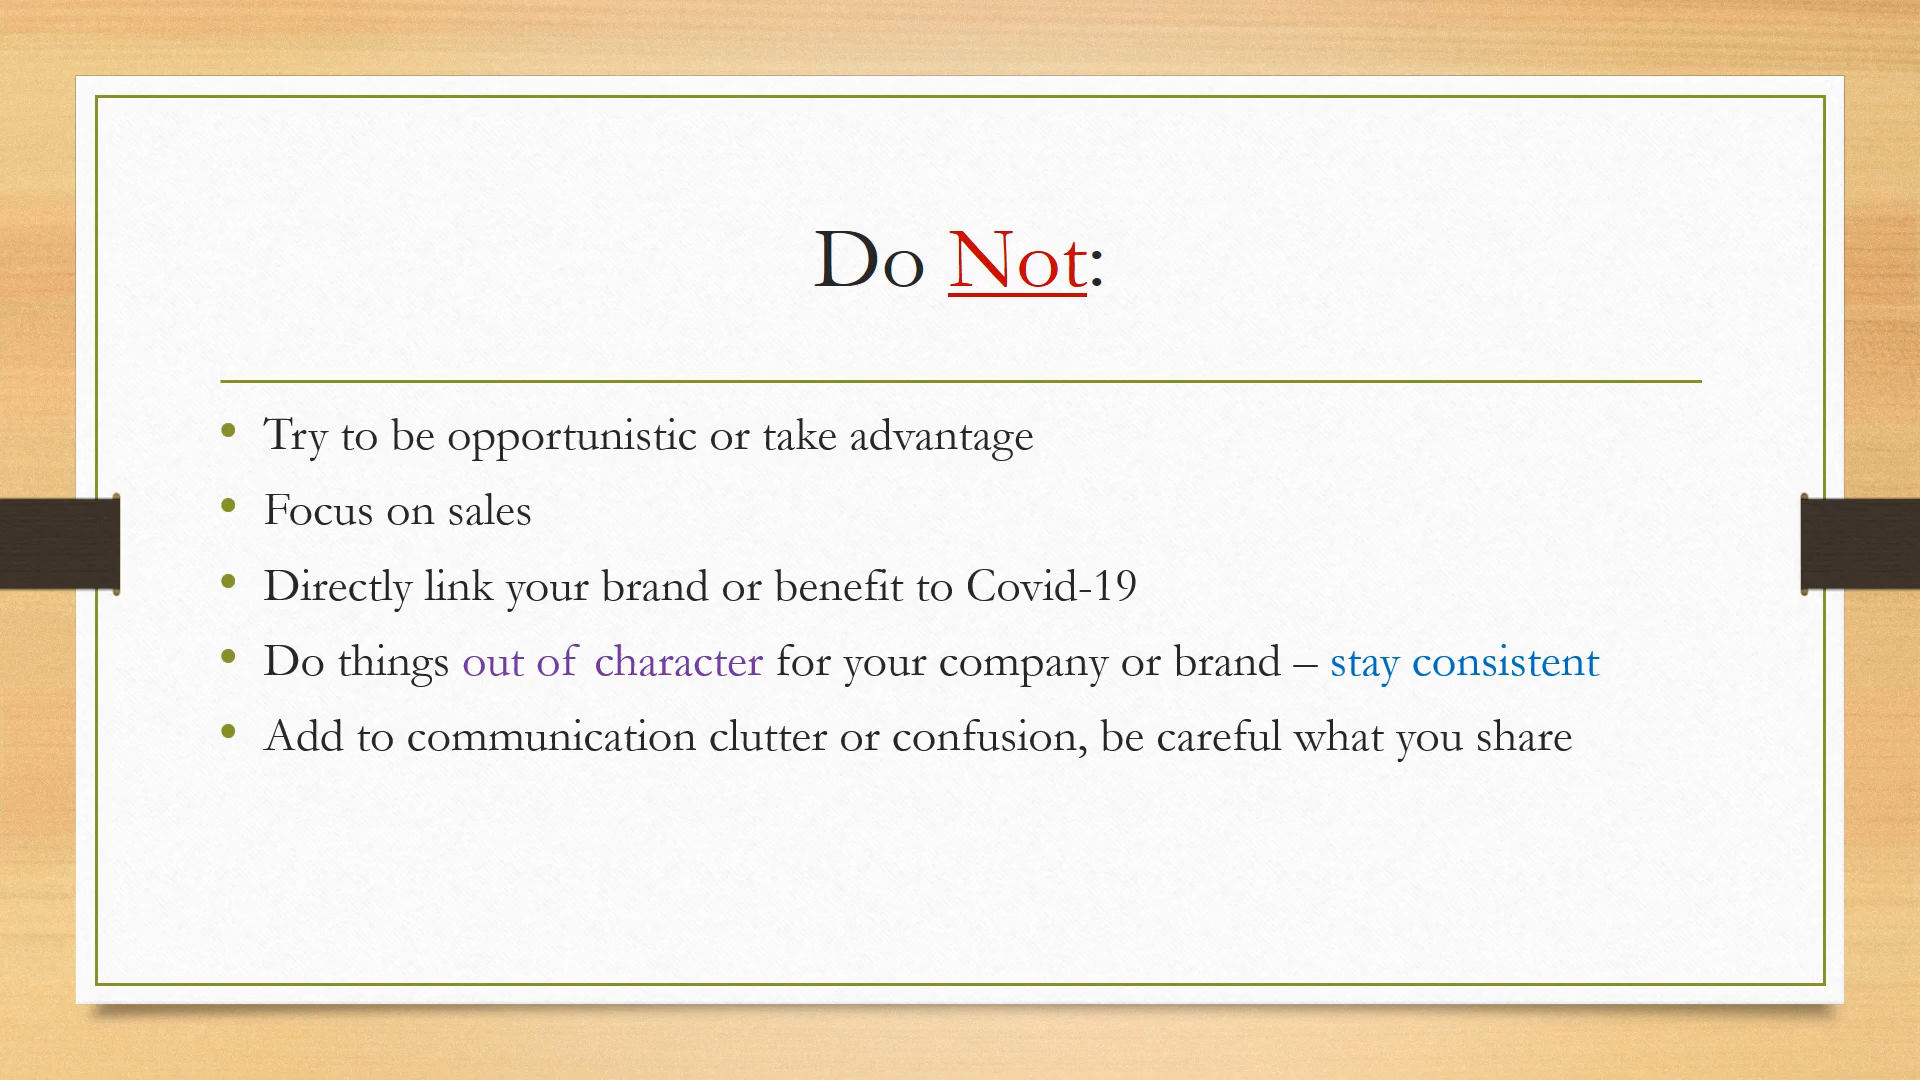 Do Not:
• Try to be opportunistic or take advantage
• Focus on sales
• Directly link your brand or benefit to Covid-19
• Do things out of character for your company or brand – stay consistent
• Add to communication clutter or confusion, be careful what you share